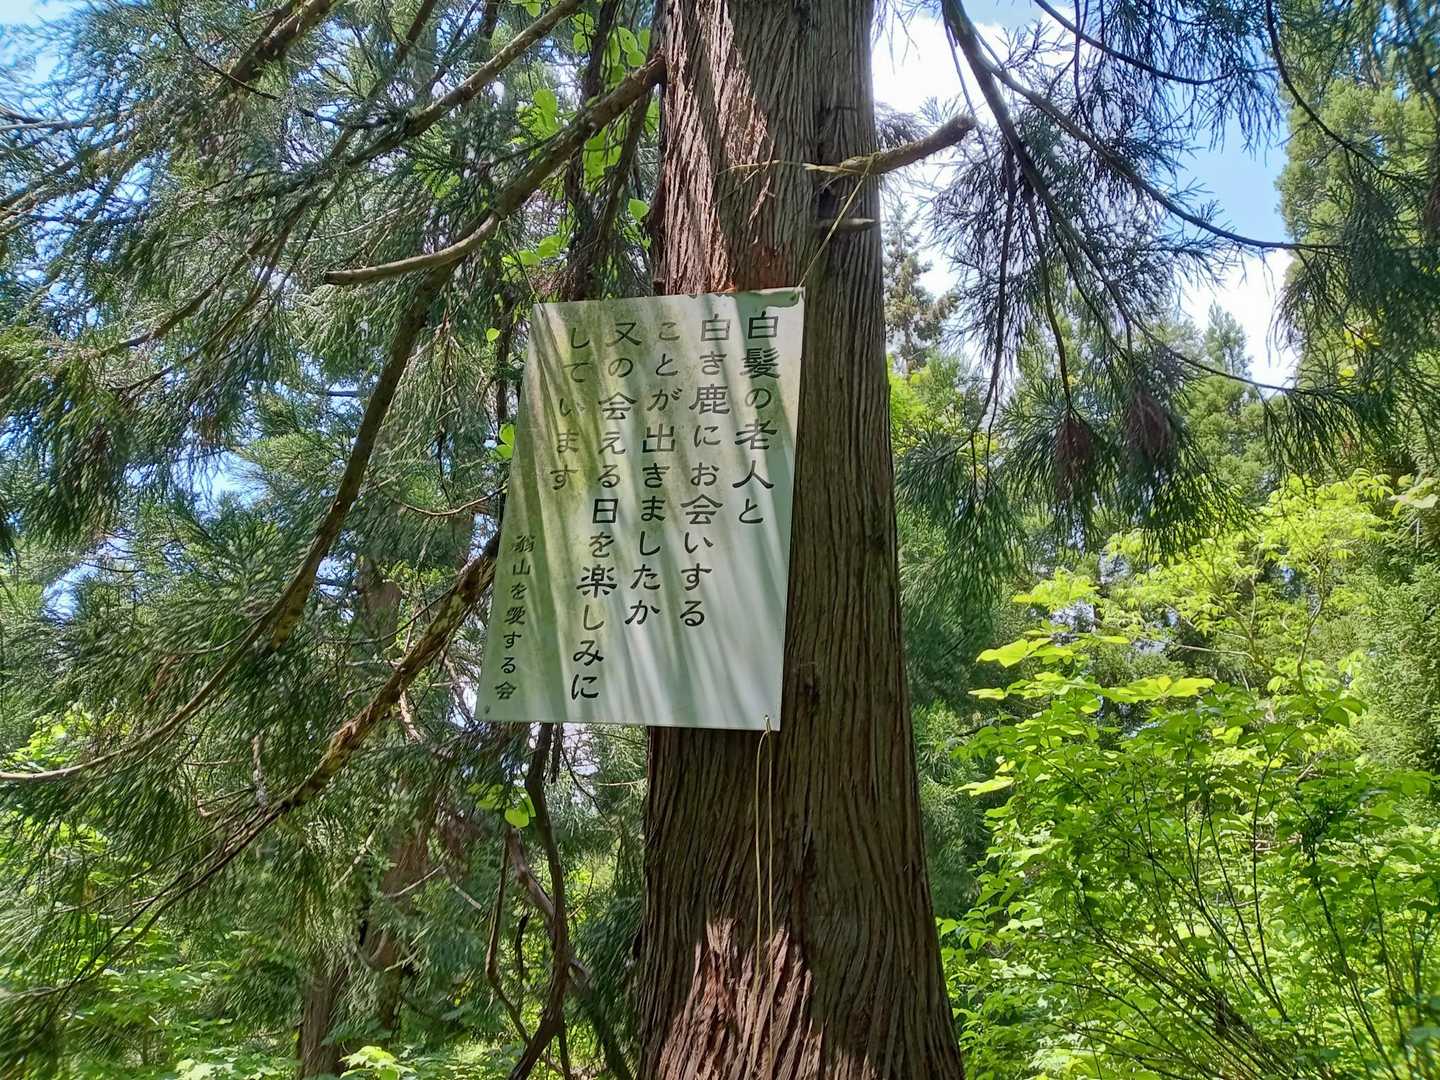 白髪の老人と
白き鹿にお会いする
ことが出きましたか
又の会える日を楽しみに
しています
翁山を愛する会